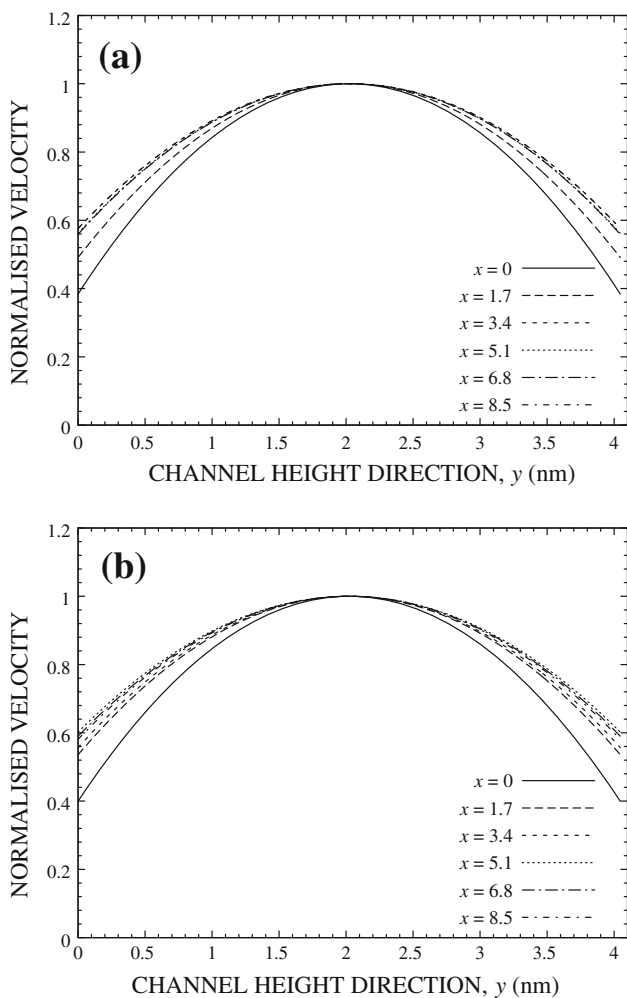 (a)
NORMALISED VELOCITY
1.2
1
0.8
0.6
0.4
0.2
0
x = 0
x = 1.7
x = 3.4
x = 5.1
x = 6.8
x = 8.5
0 0.5 1 1.5 2 2.5 3 3.5 4
CHANNEL HEIGHT DIRECTION, y (nm)
(b)
NORMALISED VELOCITY
1.2
1
0.8
0.6
0.4
0.2
0
x = 0
x = 1.7
x = 3.4
x = 5.1
x = 6.8
x = 8.5
0 0.5 1 1.5 2 2.5 3 3.5 4
CHANNEL HEIGHT DIRECTION, y (nm)